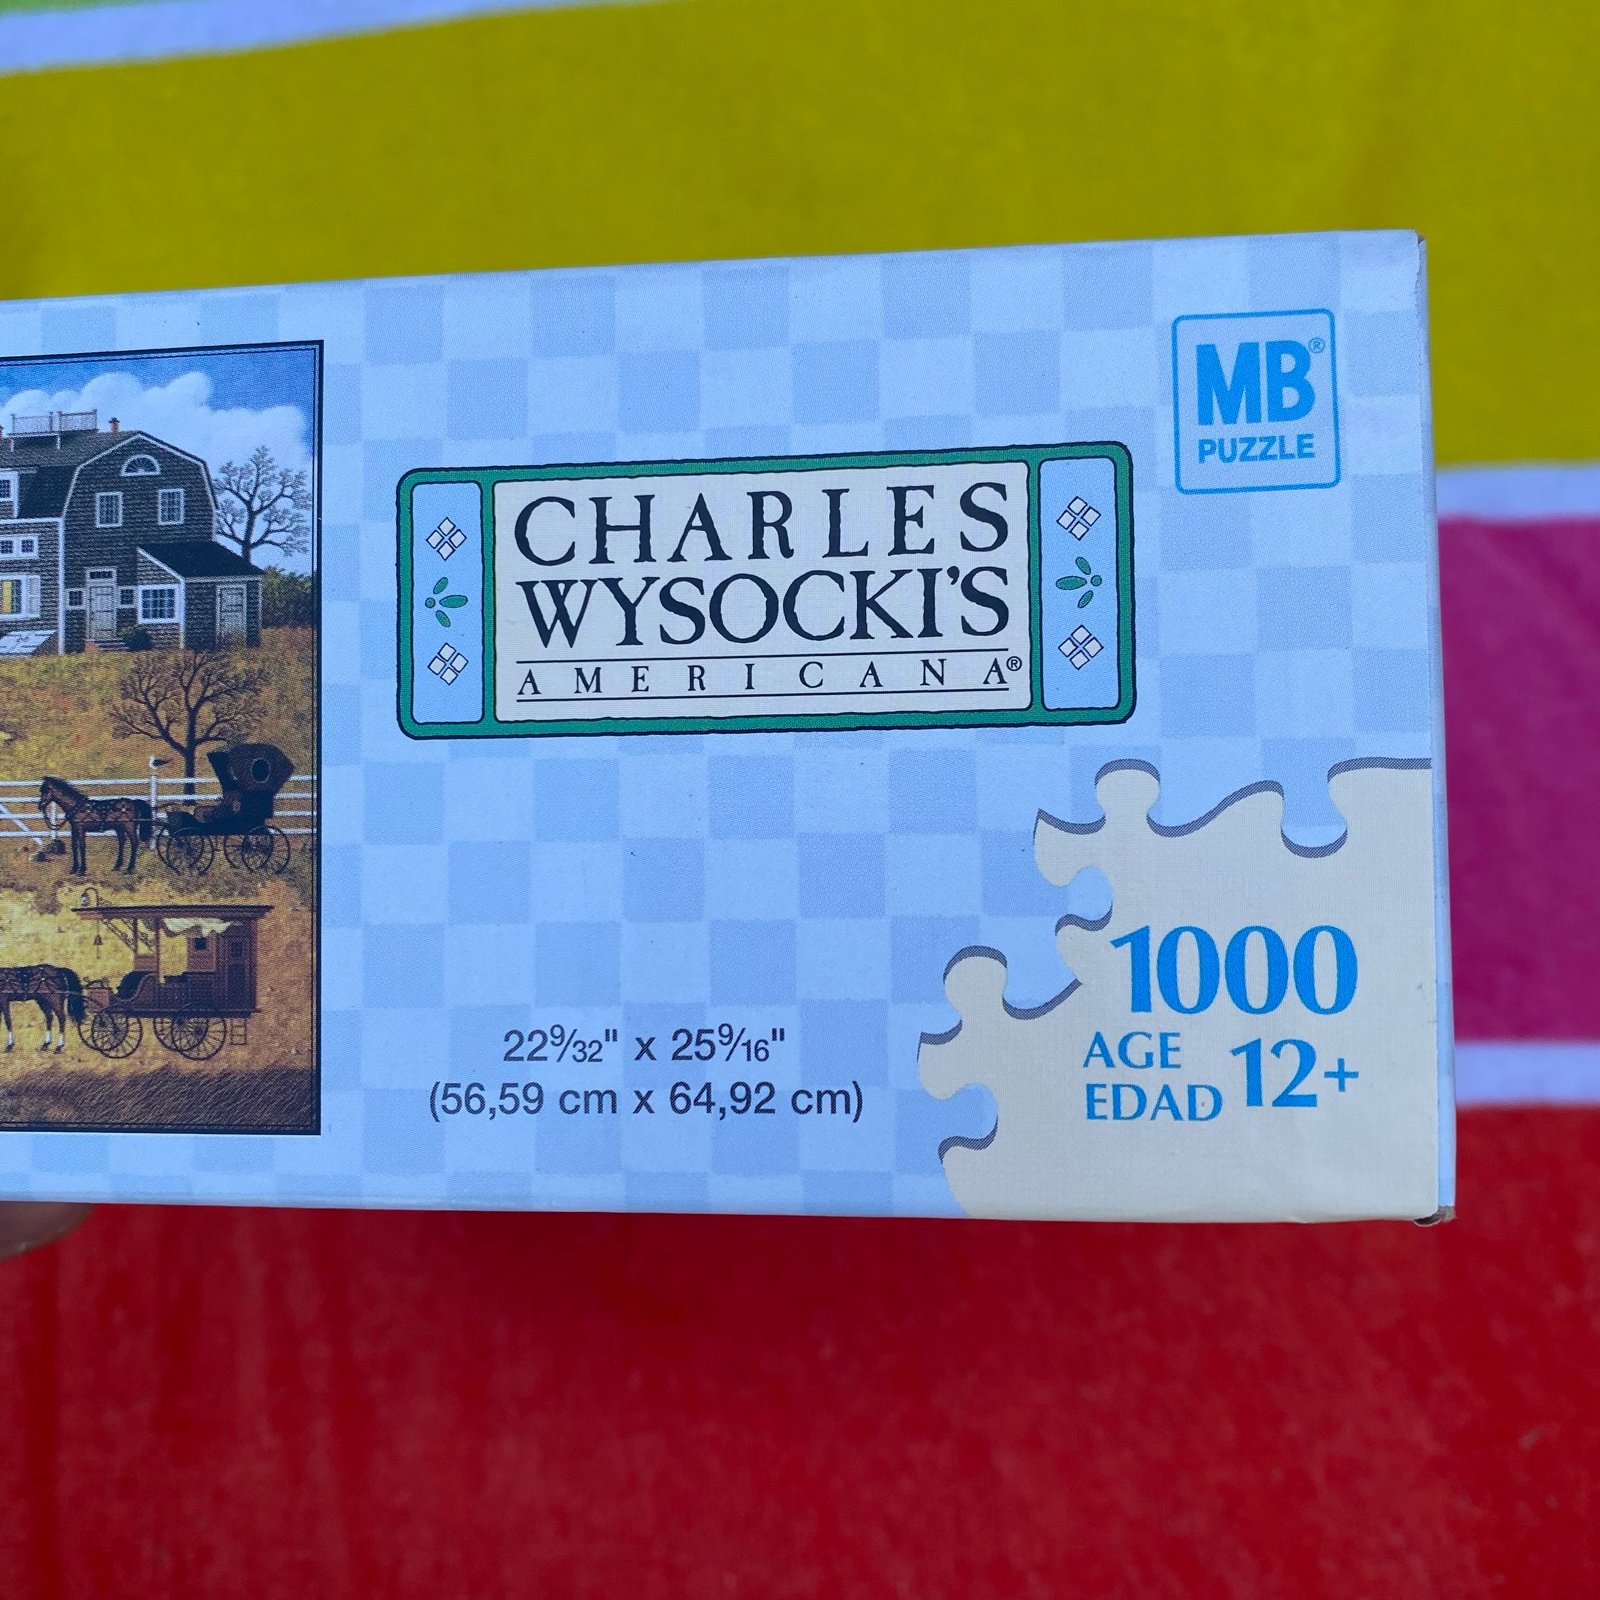 MB®
PUZZLE
CHARLES
WYSOCKI'S
AMERICANA®
22 9/32" x 25 9/16"
(56,59 cm x 64,92 cm)
1000
AGE
EDAD 12+